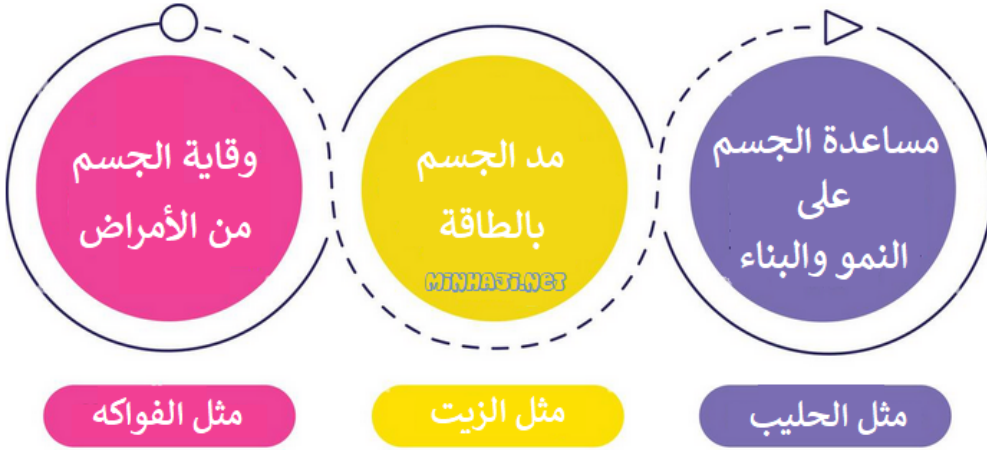 مساعدة الجسم
على
النمو والبناء
مد الجسم
بالطاقة
MINHAJI.NET
وقاية الجسم
من الأمراض
مثل الحليب
مثل الزيت
مثل الفواكه